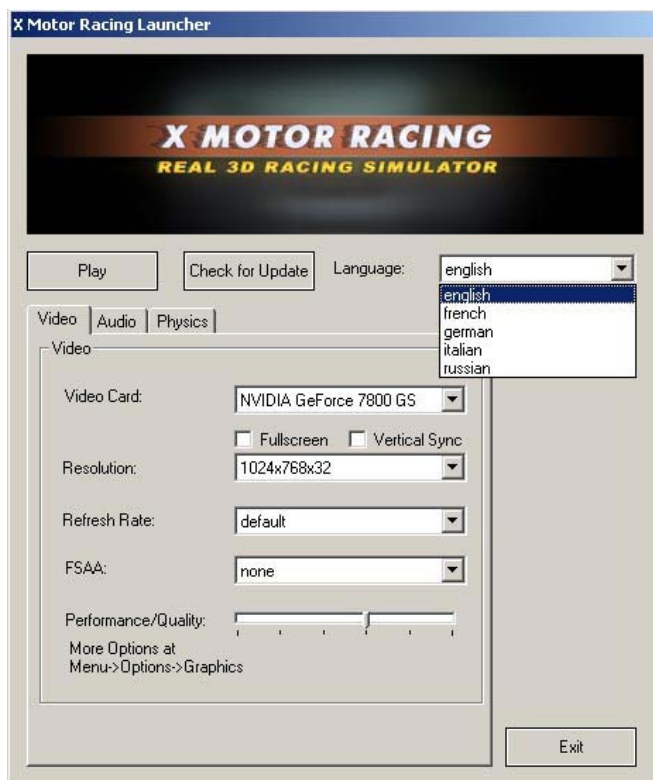 X Motor Racing Launcher
X MOTOR RACING
REAL 3D RACING SIMULATOR
Play
Check for Update
Language:
english
english
french
german
italian
russian
Video
Audio
Physics
Video
Video Card:
NVIDIA GeForce 7800 GS
Fullscreen
Vertical Sync
Resolution:
1024x768x32
Refresh Rate:
default
FSAA:
none
Performance/Quality:
More Options at
Menu->Options->Graphics
Exit